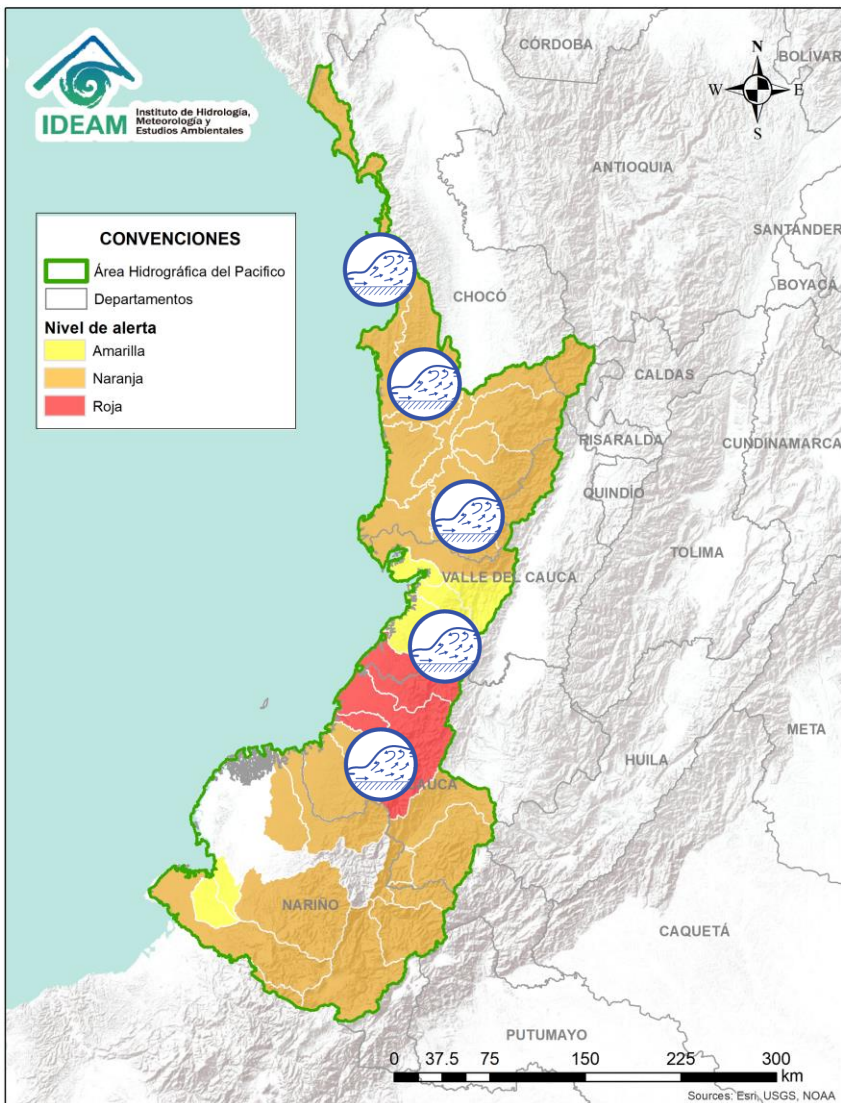 IDEAM
Instituto de Hidrología,
Meteorología y
Estudios Ambientales
CÓRDOBA
BOLÍVAR
N
W
E
S
ANTIOQUIA
SANTANDER
BOYACÁ
CONVENCIONES
Área Hidrográfica del Pacifico
Departamentos
Nivel de alerta
Amarilla
Naranja
Roja
CHOCÓ
CALDAS
RISARALDA
CUNDINAMARCA
QUINDÍO
TOLIMA
VALLE DEL CAUCA
META
HUILA
AUCA
NARIÑO
CAQUETÁ
PUTUMAYO
0 37.5 75 150 225 300
km
Sources: Esri, USGS, NOAA